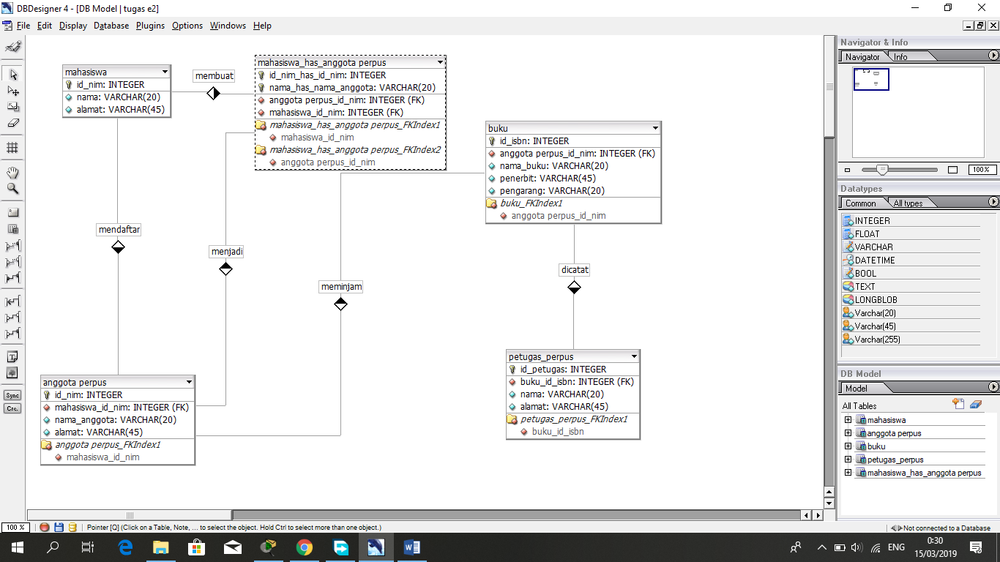 DBDesigner 4 - [DB Model | tugas e2]
File Edit Display Database Plugins Options Windows Help
mahasiswa
id_nim: INTEGER
nama: VARCHAR(20)
alamat: VARCHAR(45)
membuat
mahasiswa_has_anggota perpus
id_nim_has_id_nim: INTEGER
nama_has_nama_anggota: VARCHAR(20)
anggota perpus_id_nim: INTEGER (FK)
mahasiswa_id_nim: INTEGER (FK)
mahasiswa_has_anggota perpus_FKIndex1
mahasiswa_id_nim
mahasiswa_has_anggota perpus_FKIndex2
anggota perpus_id_nim
buku
id_isbn: INTEGER
anggota perpus_id_nim: INTEGER (FK)
nama_buku: VARCHAR(20)
penerbit: VARCHAR(45)
pengarang: VARCHAR(20)
buku_FKIndex1
anggota perpus_id_nim
mendaftar
menjadi
meminjam
dicatat
anggota perpus
id_nim: INTEGER
mahasiswa_id_nim: INTEGER (FK)
nama_anggota: VARCHAR(20)
alamat: VARCHAR(45)
anggota perpus_FKIndex1
mahasiswa_id_nim
petugas_perpus
id_petugas: INTEGER
buku_id_isbn: INTEGER (FK)
nama: VARCHAR(20)
alamat: VARCHAR(45)
petugas_perpus_FKIndex1
buku_id_isbn
Sync
Cre.
Navigator & Info
Navigator Info
100%
Datatypes
Common All types
INTEGER
FLOAT
VARCHAR
DATETIME
BOOL
TEXT
LONGBLOB
Varchar(20)
Varchar(45)
Varchar(255)
DB Model
Model
All Tables
mahasiswa
anggota perpus
buku
petugas_perpus
mahasiswa_has_anggota perpus
100 % Pointer [Q] (Click on a Table, Note, ... to select the object. Hold Ctrl to select more than one object.) Not connected to a Database
ENG
0:30
15/03/2019